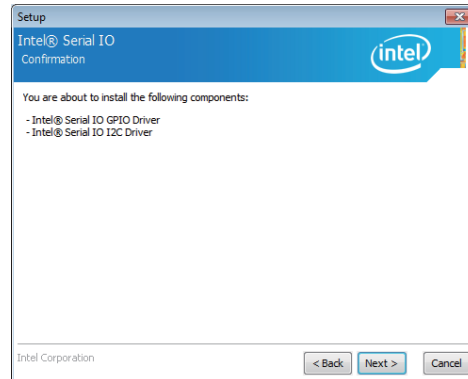 Setup
Intel® Serial IO
Confirmation
intel
You are about to install the following components:
- Intel® Serial IO GPIO Driver
- Intel® Serial IO I2C Driver
Intel Corporation
< Back
Next >
Cancel